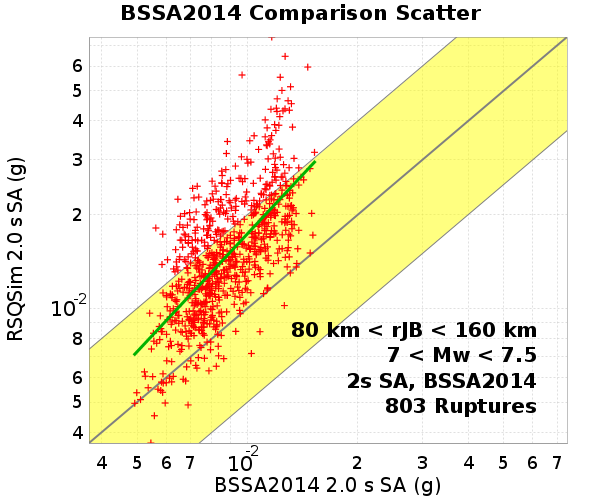 BSSA2014 Comparison Scatter
RSQSim 2.0 s SA (g)
6
5
4
3
2
10-2
8
6
5
4
80 km < rJB < 160 km
7 < Mw < 7.5
2s SA, BSSA2014
803 Ruptures
4 5 6 7 10-2 2 3 4 5 6 7
BSSA2014 2.0 s SA (g)